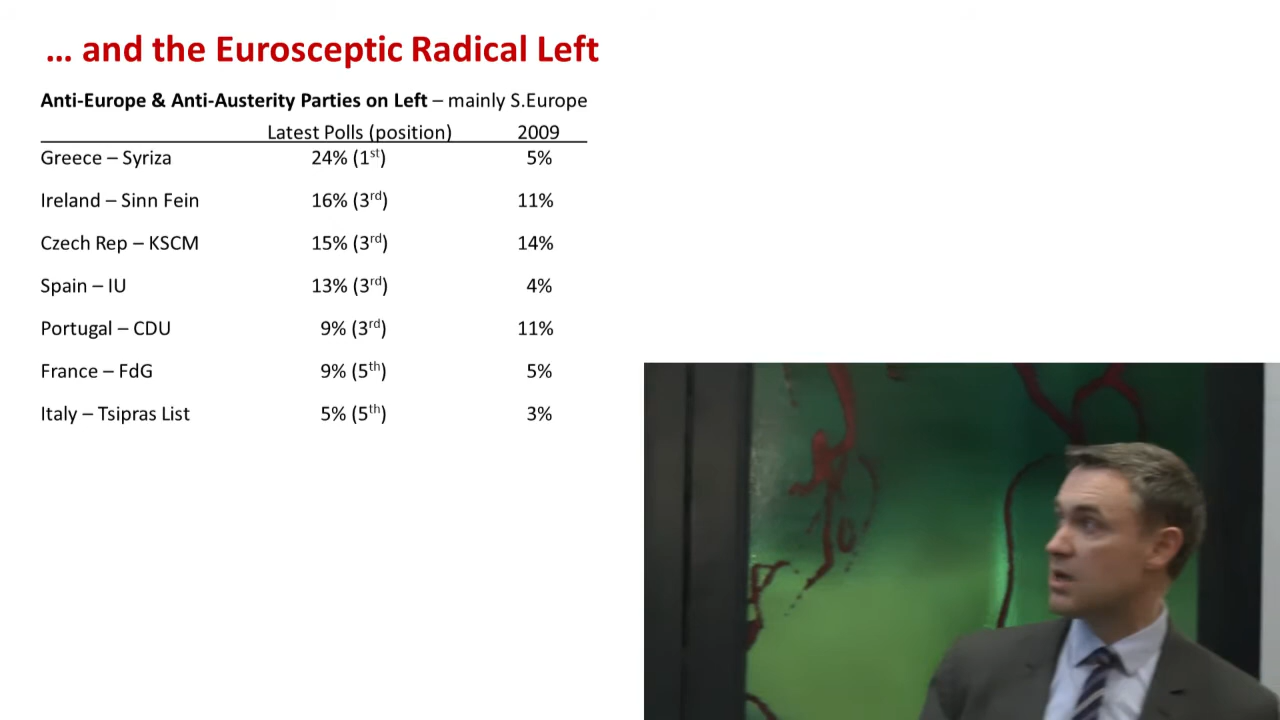 ... and the Eurosceptic Radical Left
Anti-Europe & Anti-Austerity Parties on Left – mainly S.Europe
Latest Polls (position) 2009
Greece – Syriza 24% (1st) 5%
Ireland – Sinn Fein 16% (3rd) 11%
Czech Rep – KSCM 15% (3rd) 14%
Spain – IU 13% (3rd) 4%
Portugal – CDU 9% (3rd) 11%
France – FdG 9% (5th) 5%
Italy – Tsipras List 5% (5th) 3%